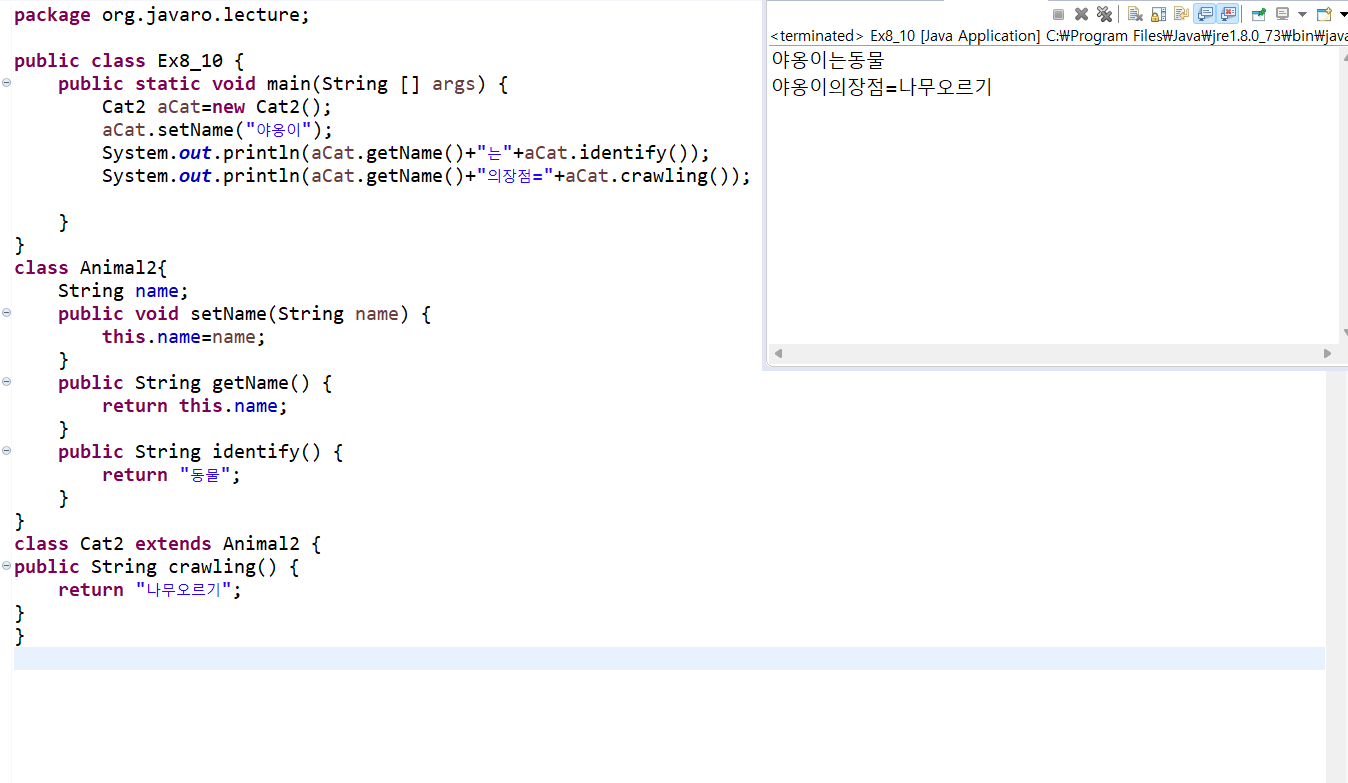 package org.javaro.lecture;
public class Ex8_10 {
public static void main(String [] args) {
Cat2 aCat=new Cat2();
aCat.setName("야옹이");
System.out.println(aCat.getName()+"는"+aCat.identify());
System.out.println(aCat.getName()+"의장점="+aCat.crawling());
}
}
class Animal2{
String name;
public void setName(String name) {
this.name=name;
}
public String getName() {
return this.name;
}
public String identify() {
return "동물";
}
}
class Cat2 extends Animal2 {
public String crawling() {
return "나무오르기";
}
}
<terminated> Ex8_10 [Java Application] C:₩Program Files₩Java₩jre1.8.0_73₩bin₩java
야옹이는동물
야옹이의장점=나무오르기